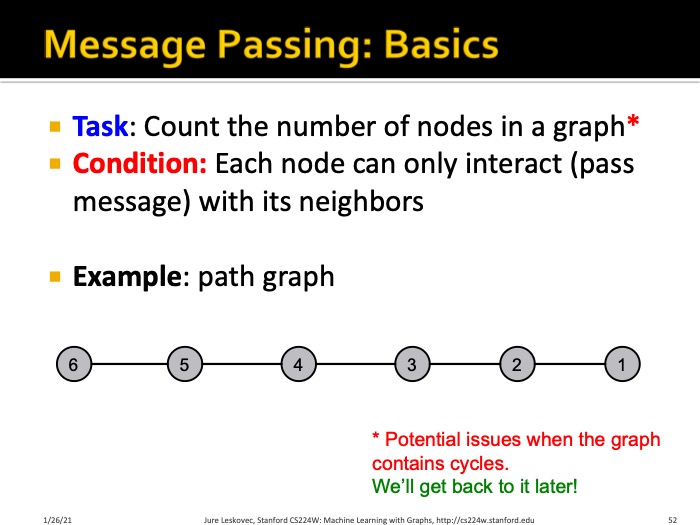 Message Passing: Basics
Task: Count the number of nodes in a graph*
Condition: Each node can only interact (pass
message) with its neighbors
Example: path graph
6 5 4 3 2 1
* Potential issues when the graph
contains cycles.
We'll get back to it later!
1/26/21 Jure Leskovec, Stanford CS224W: Machine Learning with Graphs, http://cs224w.stanford.edu 52